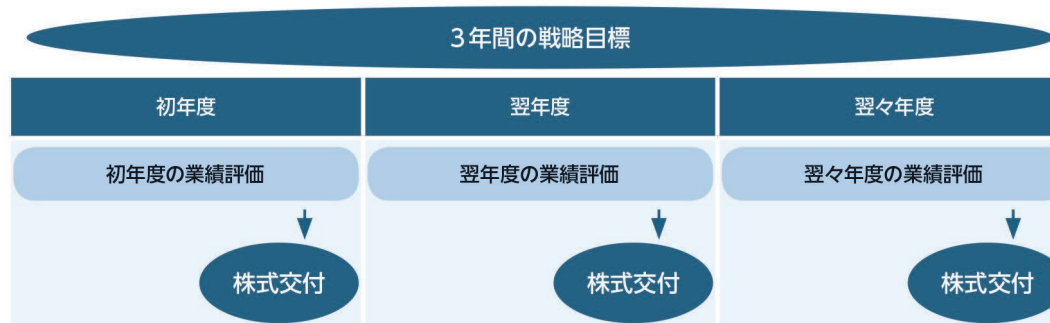 3年間の戦略目標
初年度
翌年度
翌々年度
初年度の業績評価
翌年度の業績評価
翌々年度の業績評価
株式交付
株式交付
株式交付